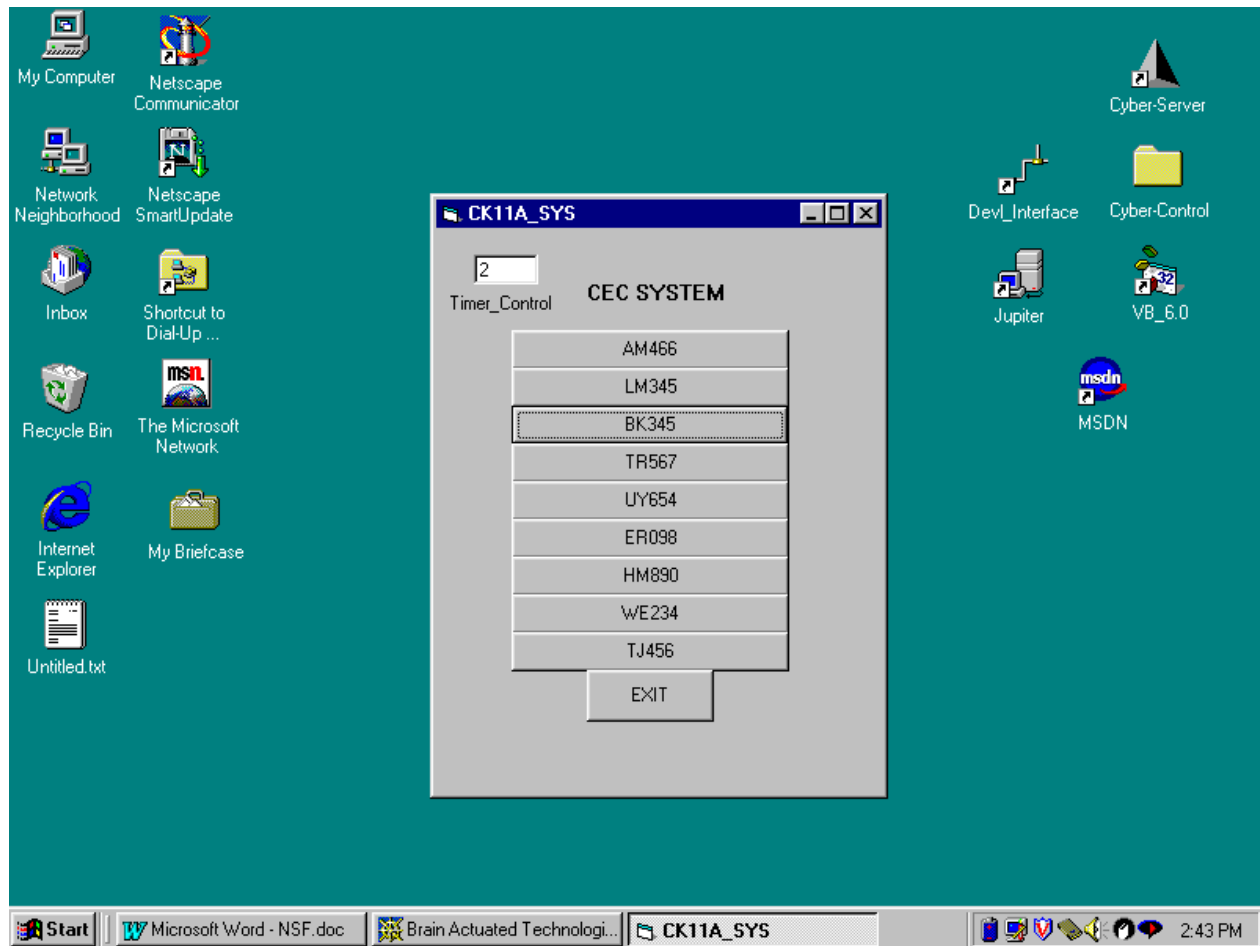 My Computer
Netscape
Communicator
Network
Neighborhood
Netscape
SmartUpdate
Inbox
Shortcut to
Dial-Up ...
Recycle Bin
msn.
The Microsoft
Network
Internet
Explorer
My Briefcase
Untitled.txt
CK11A_SYS
2
Timer_Control
CEC SYSTEM
AM466
LM345
BK345
TR567
UY654
ER098
HM890
WE234
TJ456
EXIT
Cyber-Server
Devl_Interface
Cyber-Control
Jupiter
32
VB_6.0
msdn
MSDN
Start
Microsoft Word - NSF.doc
Brain Actuated Technologi...
CK11A_SYS
2:43 PM